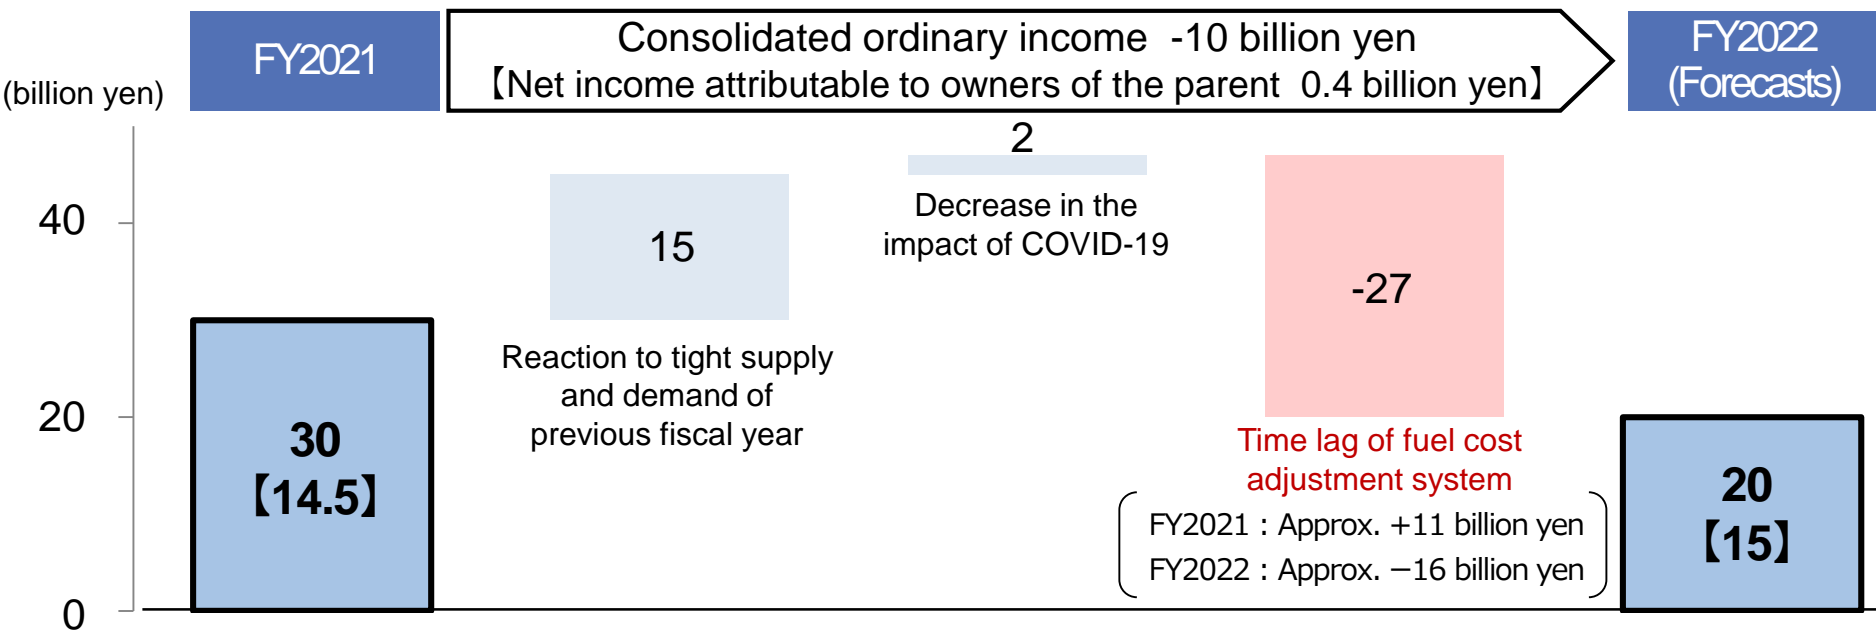 (billion yen)
FY2021
Consolidated ordinary income -10 billion yen
【Net income attributable to owners of the parent 0.4 billion yen】
FY2022
(Forecasts)
40
20
0
30
【14.5】
15
Reaction to tight supply
and demand of
previous fiscal year
2
Decrease in the
impact of COVID-19
-27
Time lag of fuel cost
adjustment system
FY2021 : Approx. +11 billion yen
FY2022 : Approx. −16 billion yen
20
【15】